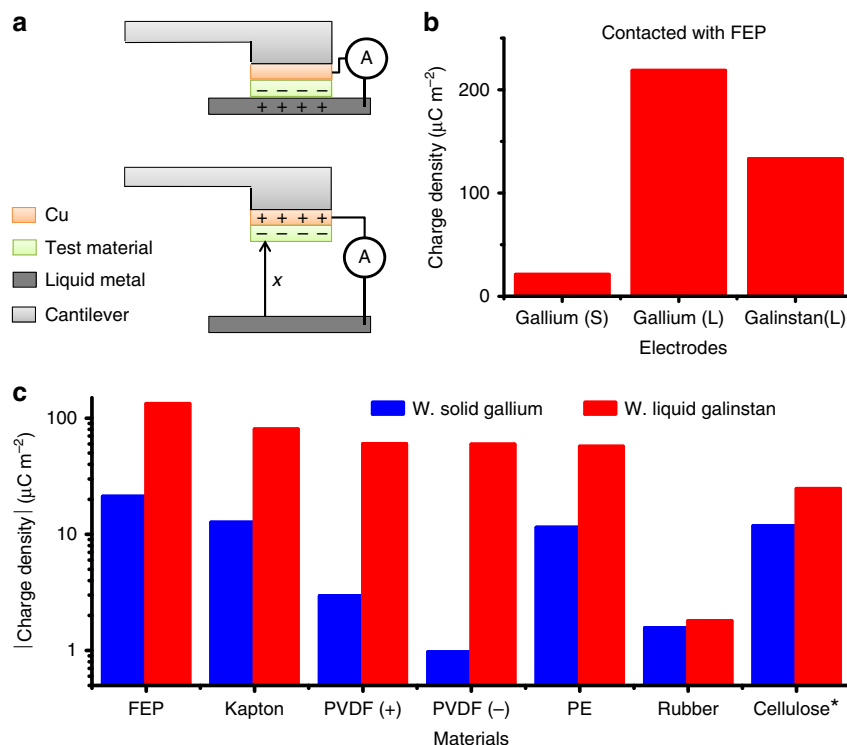 a
A
− − − −
+ + + +
+ + + +
− − − −
A
x
Cu
Test material
Liquid metal
Cantilever
b
Contacted with FEP
Charge density (μC m⁻²)
200
100
0
Gallium (S) Gallium (L) Galinstan(L)
Electrodes
c
W. solid gallium W. liquid galinstan
|Charge density| (μC m⁻²)
100
10
1
FEP Kapton PVDF (+) PVDF (−) PE Rubber Cellulose*
Materials